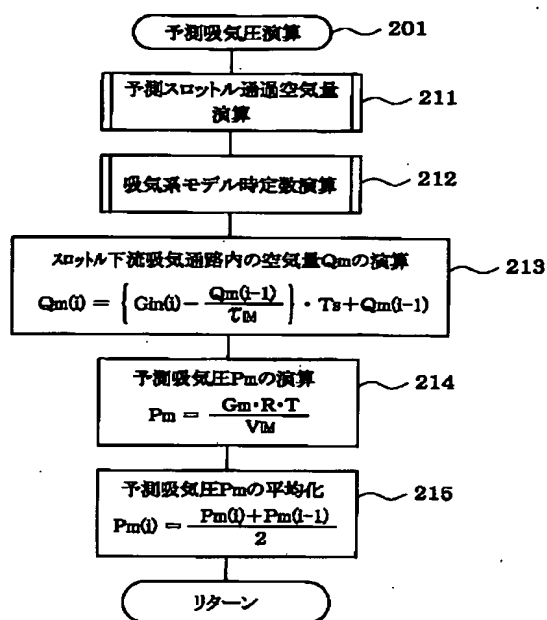 予測吸気圧演算
201
予測スロットル通過空気量
演算
211
吸気系モデル時定数演算
212
スロットル下流吸気通路内の空気量Qmの演算
213
Qm(i) = { Gin(i) - Qm(i-1) / τIM } ・ Ts + Qm(i-1)
予測吸気圧Pmの演算
214
Pm = Gm・R・T / VIM
予測吸気圧Pmの平均化
215
Pm(i) = Pm(i) + Pm(i-1) / 2
リターン